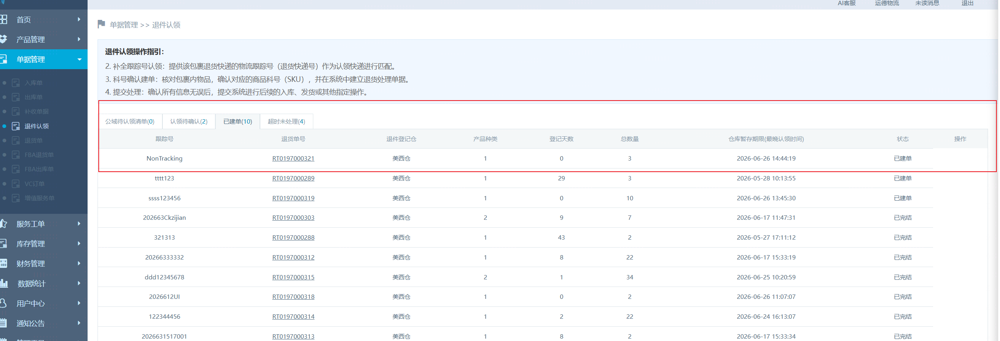 AI客服 运德物流 未读消息 退出
首页
产品管理
单据管理
入库单
出库单
补收单据
退件认领
退货单
FBA退货单
FBA出库单
VC订单
增值服务单
服务工单
库存管理
财务管理
数据统计
用户中心
通知公告
单据管理 >> 退件认领
退件认领操作指引：
2. 补全跟踪号认领：提供该包裹退货快递的物流跟踪号（退货快递号）作为认领快递进行匹配。
3. 科号确认建单：核对包裹内物品，确认对应的商品科号（SKU），并在系统中建立退货处理单据。
4. 提交处理：确认所有信息无误后，提交系统进行后续的入库、发货或其他指定操作。
公域待认领清单(0) 认领待确认(2) 已建单(10) 超时未处理(4)
跟踪号 退货单号 退件登记仓 产品种类 登记天数 总数量 仓库暂存期限(最晚认领时间) 状态 操作
NonTracking RT0197000321 美西仓 1 0 3 2026-06-26 14:44:19 已建单
tttt123 RT0197000289 美西仓 1 29 3 2026-05-28 10:13:55 已建单
ssss123456 RT0197000319 美西仓 1 0 10 2026-06-26 13:45:30 已建单
202663Ckzijian RT0197000303 美西仓 2 9 7 2026-06-17 11:47:31 已完结
321313 RT0197000288 美西仓 1 43 2 2026-05-27 17:11:12 已完结
20266333332 RT0197000312 美西仓 1 8 22 2026-06-17 15:33:19 已完结
ddd12345678 RT0197000315 美西仓 2 1 34 2026-06-25 10:20:59 已完结
2026612UI RT0197000318 美西仓 1 0 2 2026-06-26 11:07:07 已完结
122344456 RT0197000314 美西仓 1 2 22 2026-06-24 16:13:07 已完结
2026631517001 RT0197000313 美西仓 1 8 2 2026-06-17 15:33:34 已完结